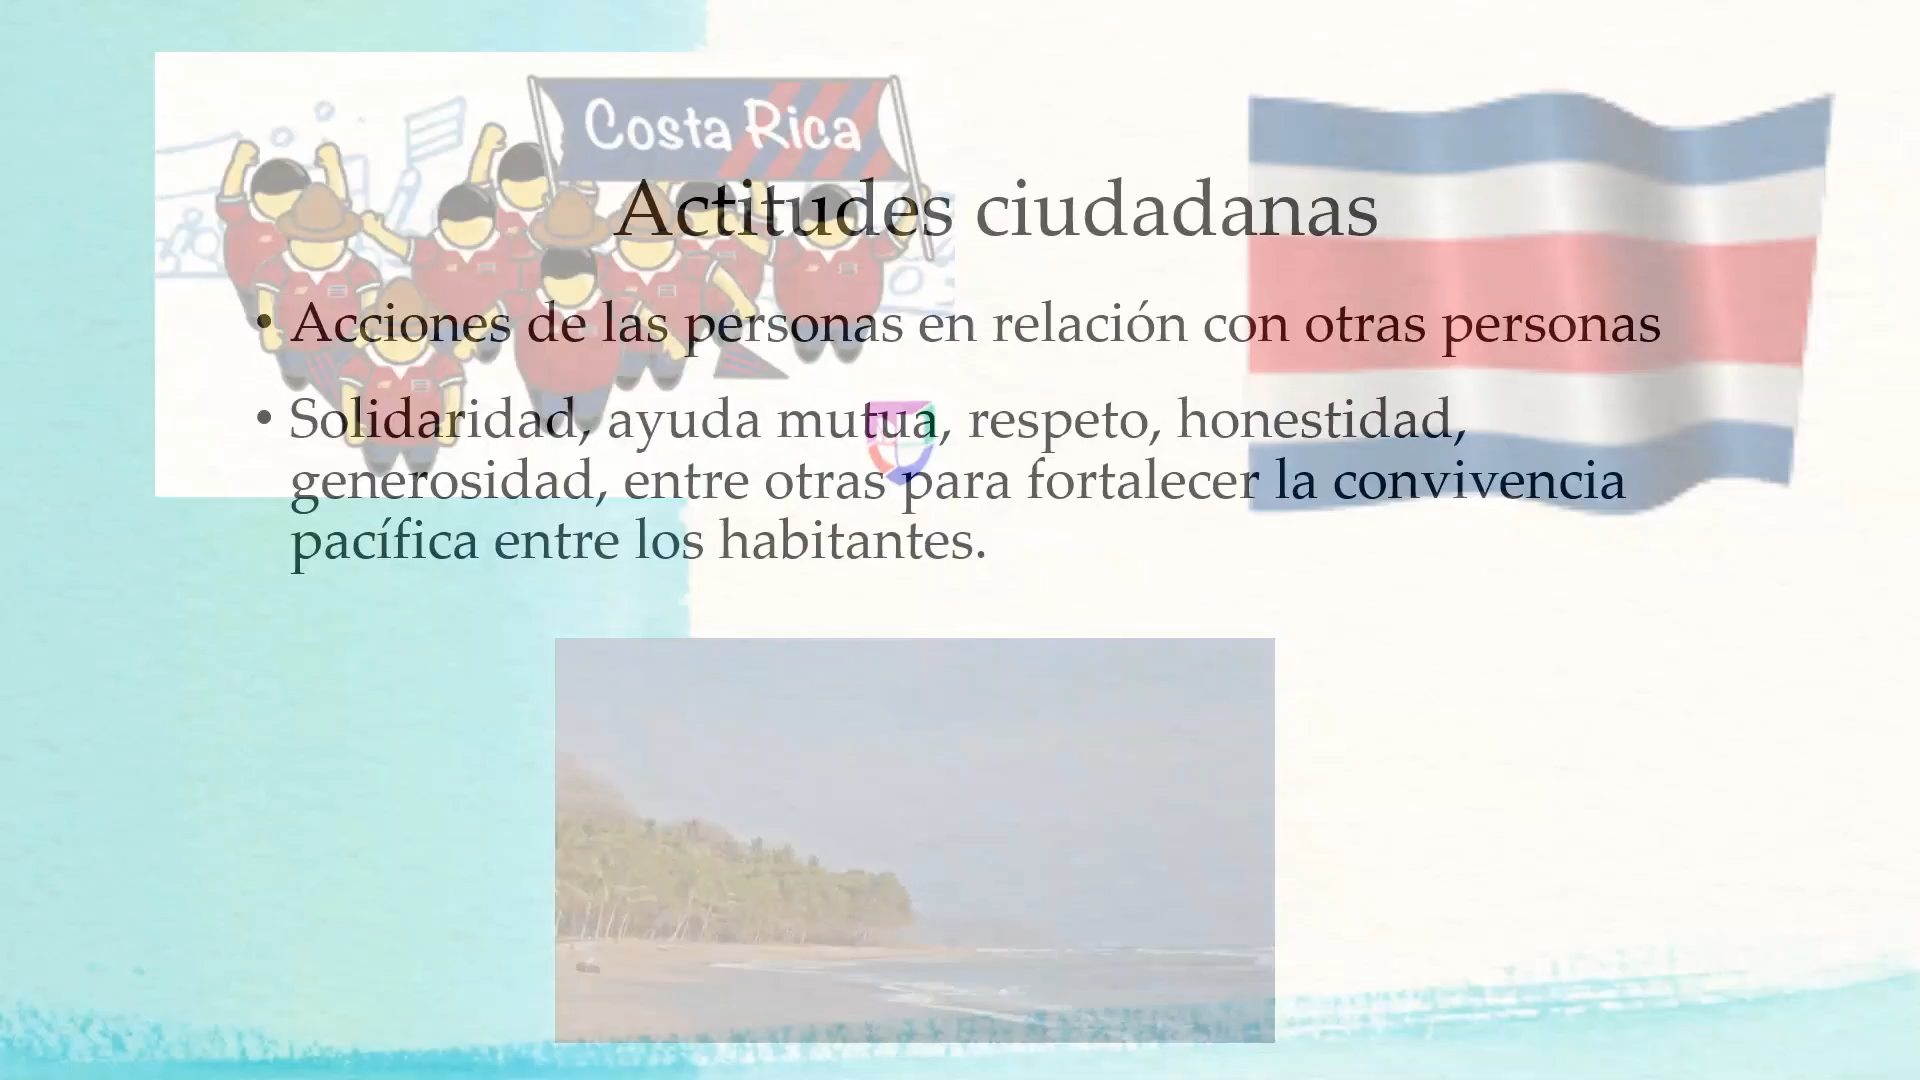 Costa Rica
Actitudes ciudadanas
• Acciones de las personas en relación con otras personas
• Solidaridad, ayuda mutua, respeto, honestidad,
generosidad, entre otras para fortalecer la convivencia
pacífica entre los habitantes.